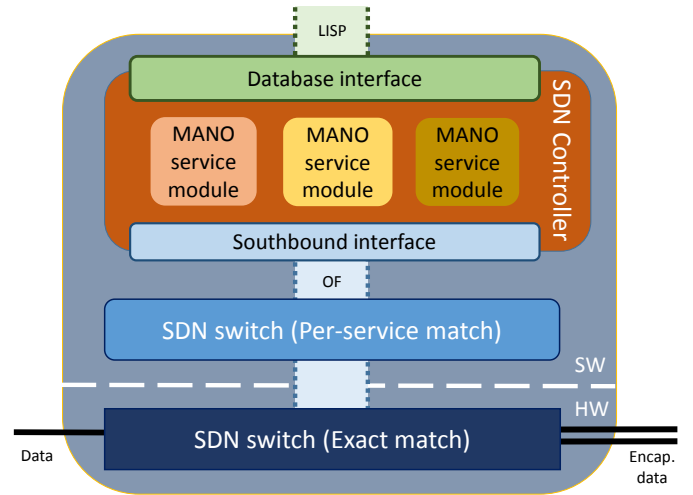 LISP
Database interface
SDN Controller
MANO
service
module
MANO
service
module
MANO
service
module
Southbound interface
OF
SDN switch (Per-service match)
SW
HW
SDN switch (Exact match)
Data
Encap.
data